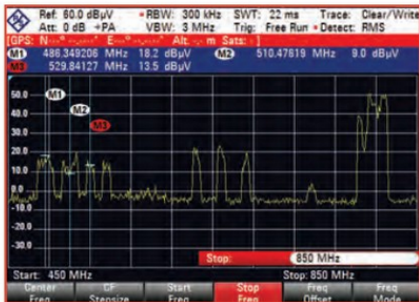 Ref: 60.0 dBµV •RBW: 300 kHz SWT: 22 ms Trace: Clear/Write
Att: 0 dB +PA VBW: 3 MHz Trig: Free Run •Detect: RMS
M1 486.349206 MHz 18.2 dBµV M2 510.47619 MHz 9.0 dBµV
M3 529.84127 MHz 13.5 dBµV
50.0
M1
40.0
M2
30.0
M3
20.0
10.0
0.0
-10.0
-20.0
-30.0
Stop: 850 MHz
Start: 450 MHz Stop: 850 MHz
Center Freq
CF Stepsize
Start Freq
Stop Freq
Freq Offset
Freq Mode